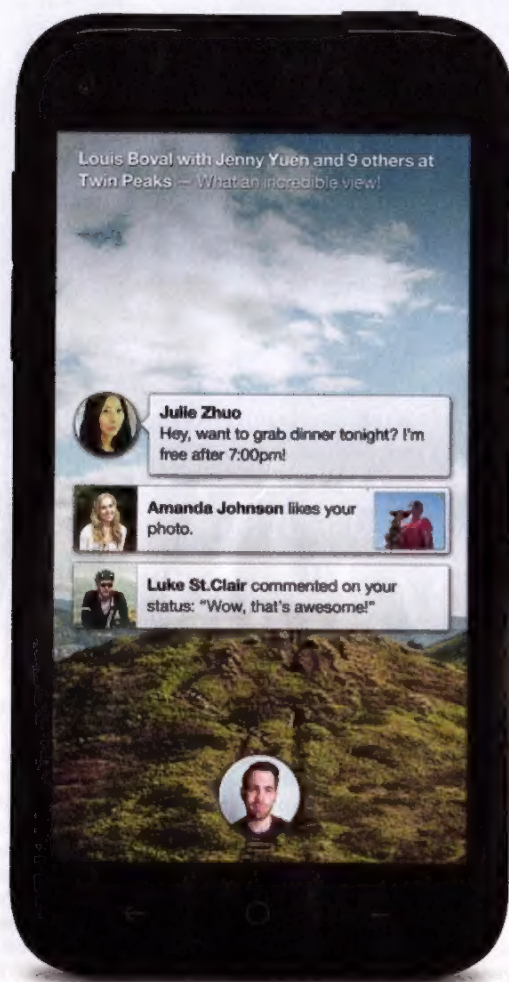 Louis Boval with Jenny Yuen and 9 others at
Twin Peaks — What an incredible view!
Julie Zhuo
Hey, want to grab dinner tonight? I'm
free after 7:00pm!
Amanda Johnson likes your
photo.
Luke St.Clair commented on your
status: "Wow, that's awesome!"